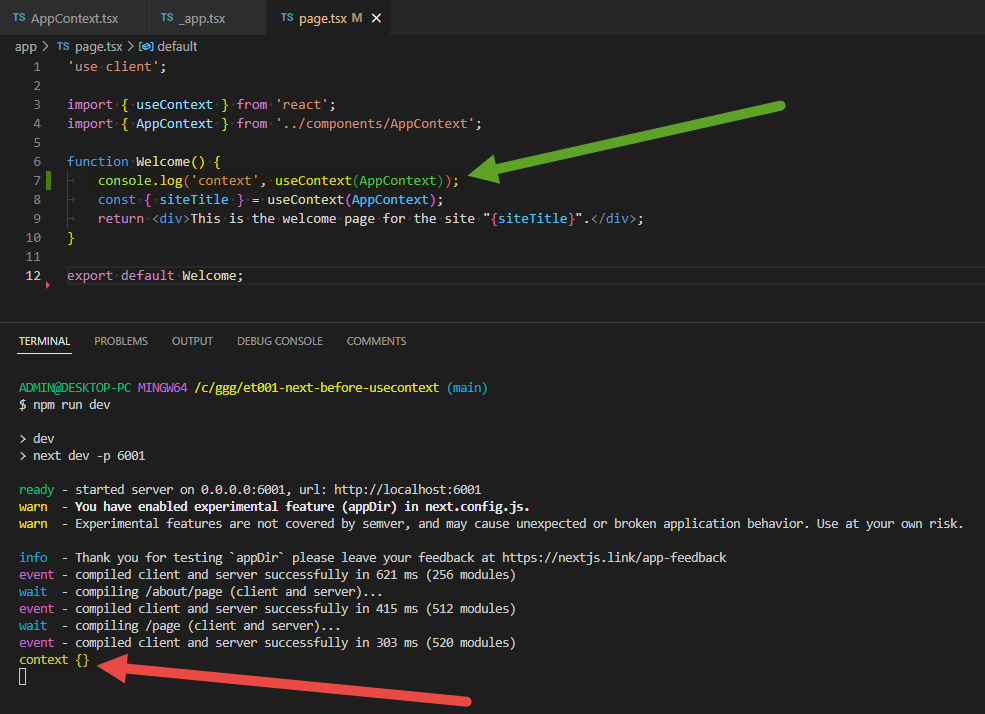 TS AppContext.tsx TS _app.tsx TS page.tsx M ×
app > TS page.tsx > default
1 'use client';
2
3 import { useContext } from 'react';
4 import { AppContext } from '../components/AppContext';
5
6 function Welcome() {
7 console.log('context', useContext(AppContext));
8 const { siteTitle } = useContext(AppContext);
9 return <div>This is the welcome page for the site "{siteTitle}".</div>;
10 }
11
12 export default Welcome;
TERMINAL PROBLEMS OUTPUT DEBUG CONSOLE COMMENTS
ADMIN@DESKTOP-PC MINGW64 /c/ggg/et001-next-before-usecontext (main)
$ npm run dev
> dev
> next dev -p 6001
ready - started server on 0.0.0.0:6001, url: http://localhost:6001
warn - You have enabled experimental feature (appDir) in next.config.js.
warn - Experimental features are not covered by semver, and may cause unexpected or broken application behavior. Use at your own risk.
info - Thank you for testing `appDir` please leave your feedback at https://nextjs.link/app-feedback
event - compiled client and server successfully in 621 ms (256 modules)
wait - compiling /about/page (client and server)...
event - compiled client and server successfully in 415 ms (512 modules)
wait - compiling /page (client and server)...
event - compiled client and server successfully in 303 ms (520 modules)
context {}